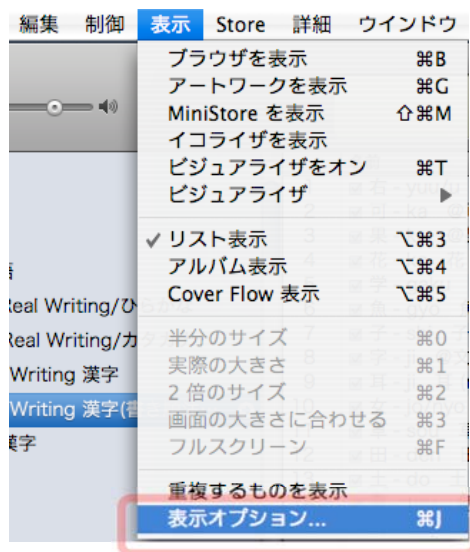 編集 制御 表示 Store 詳細 ウインドウ
ブラウザを表示 ⌘B
アートワークを表示 ⌘G
MiniStore を表示 ⇧⌘M
イコライザを表示
ビジュアライザをオン ⌘T
ビジュアライザ ▶
✓ リスト表示 ⌥⌘3
アルバム表示 ⌥⌘4
Cover Flow 表示 ⌥⌘5
半分のサイズ ⌘0
実際の大きさ ⌘1
2 倍のサイズ ⌘2
画面の大きさに合わせる ⌘3
フルスクリーン ⌘F
重複するものを表示
表示オプション... ⌘J
Real Writing/ひ
Real Writing/カ
Writing 漢字
Writing 漢字(書
漢字